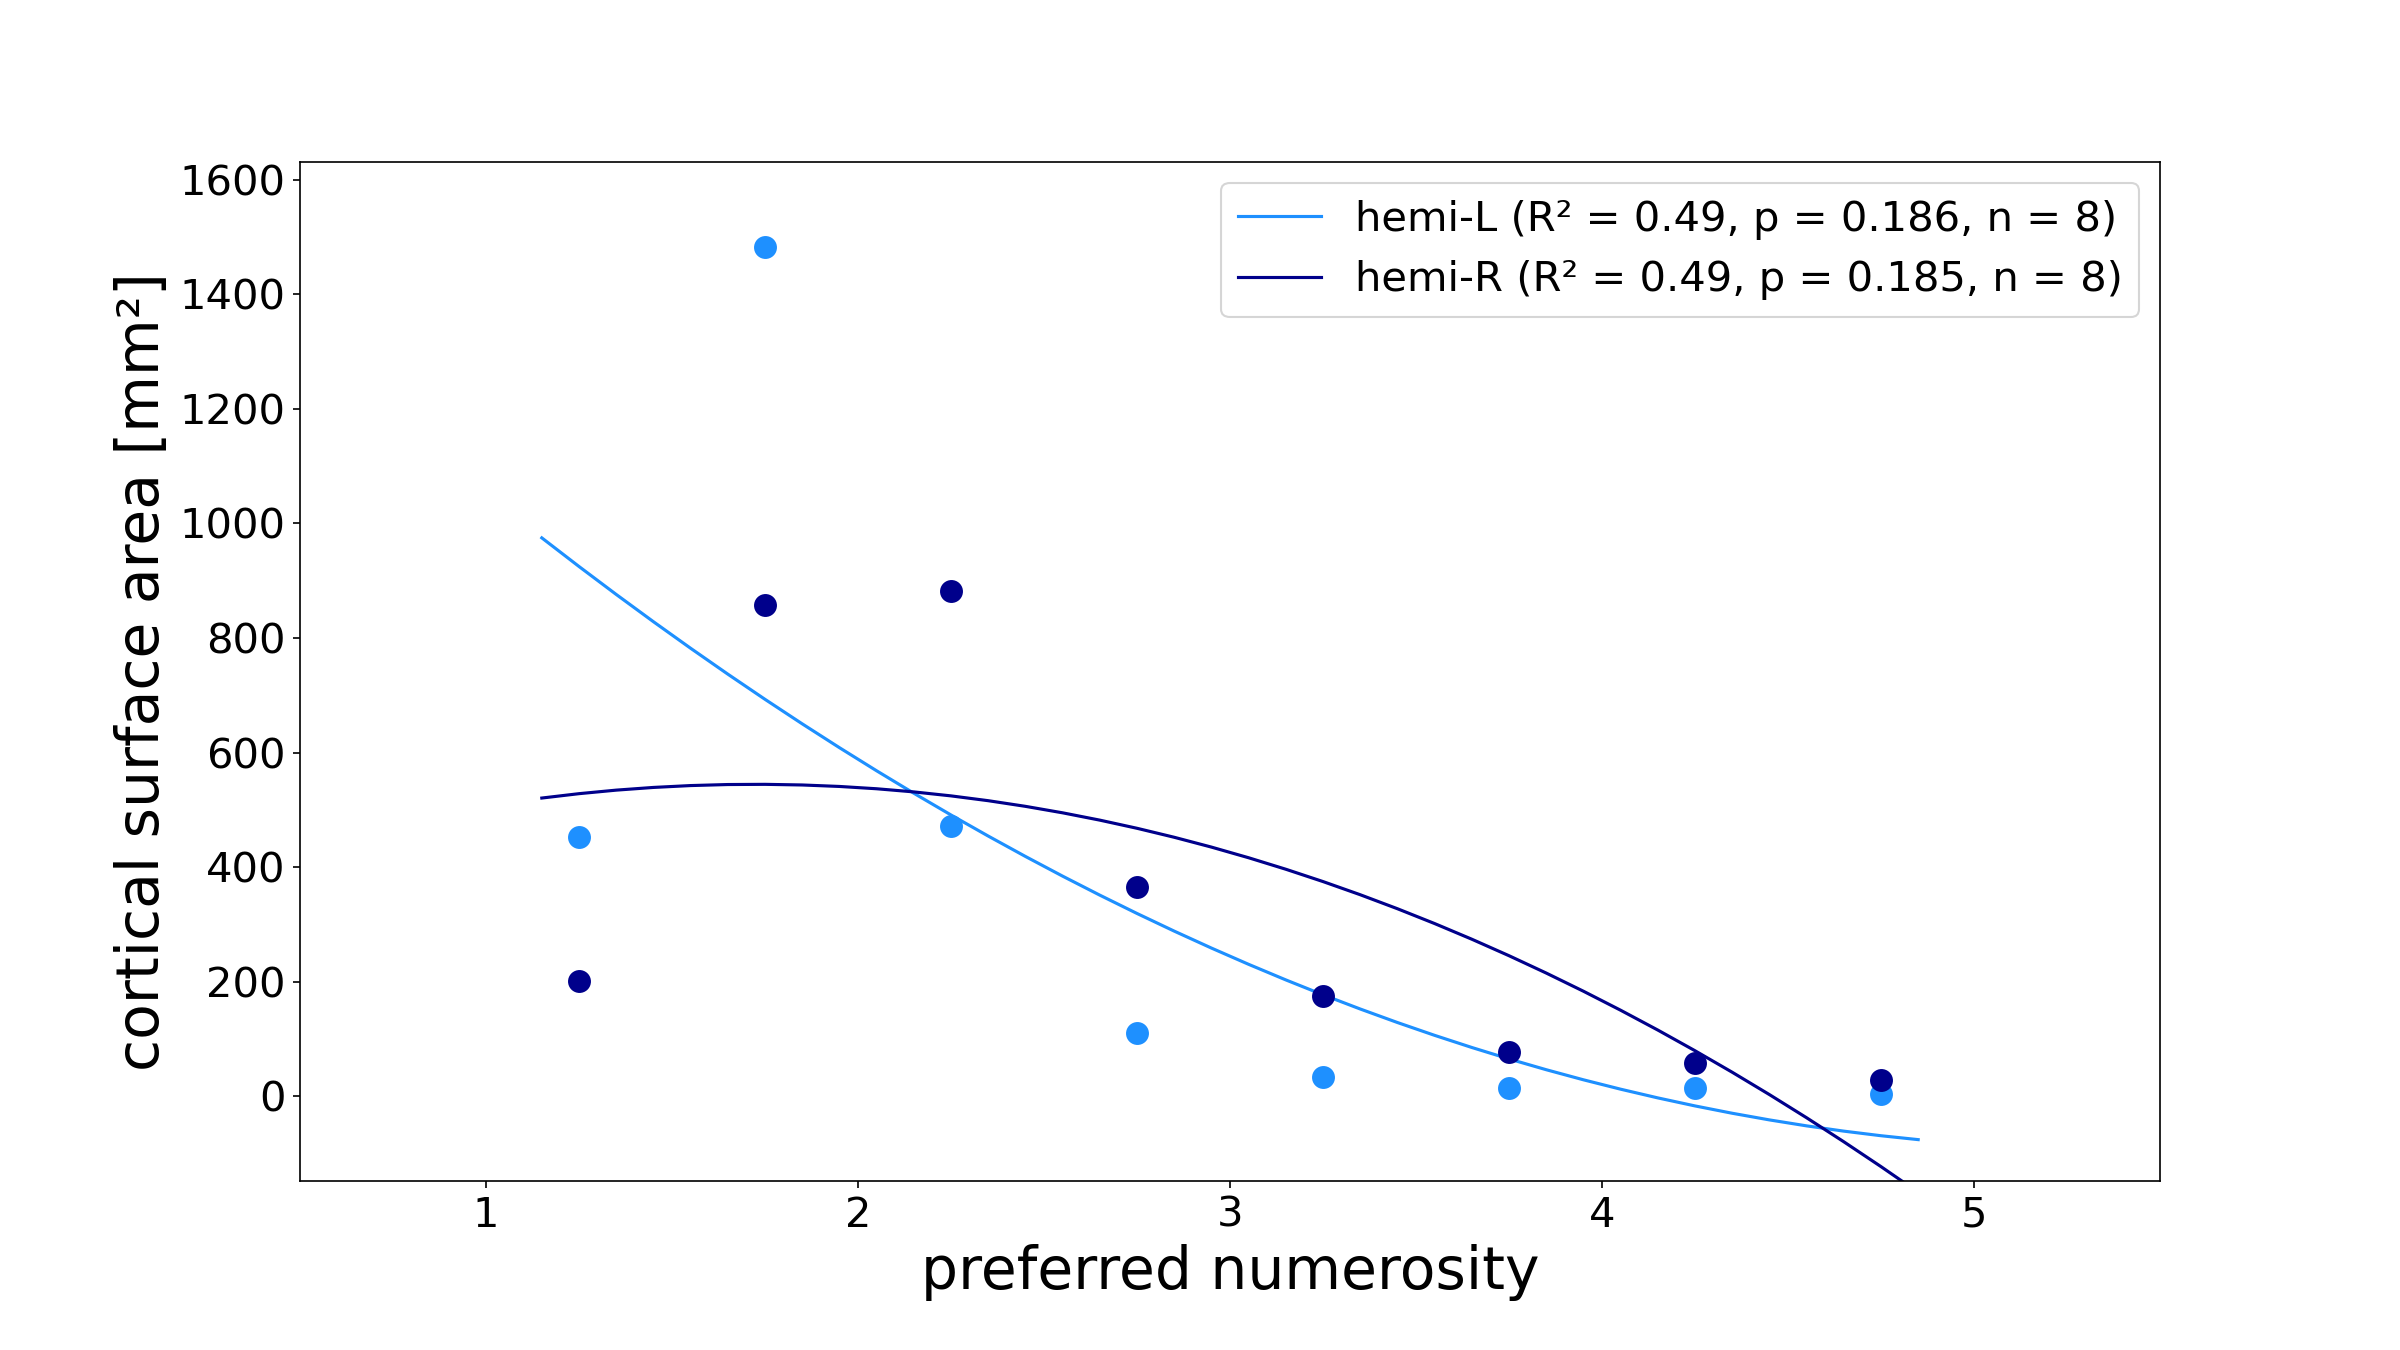 hemi-L (R² = 0.49, p = 0.186, n = 8)
hemi-R (R² = 0.49, p = 0.185, n = 8)
cortical surface area [mm²]
1600
1400
1200
1000
800
600
400
200
0
1 2 3 4 5
preferred numerosity